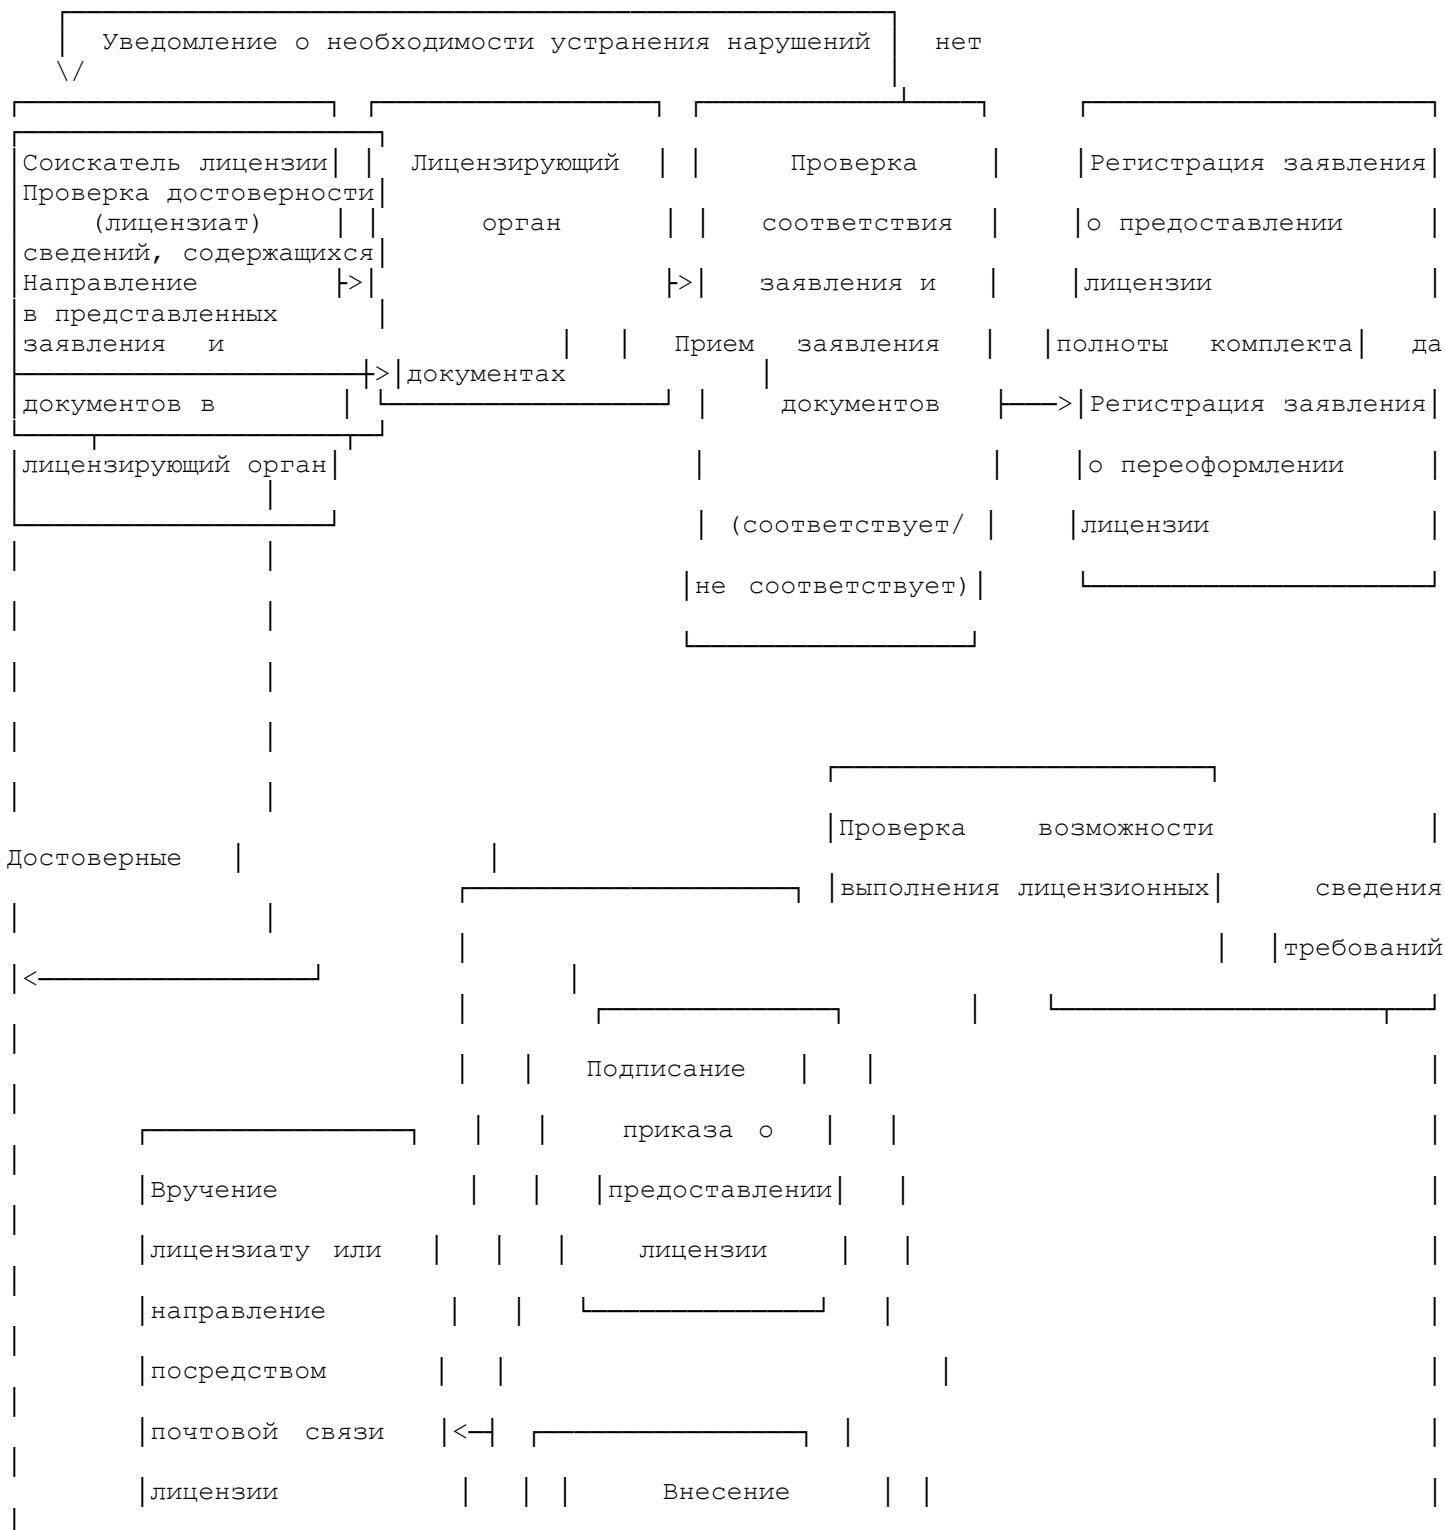 Уведомление о необходимости устранения нарушений нет
Соискатель лицензии Лицензирующий Проверка Регистрация заявления
Проверка достоверности
(лицензиат) орган соответствия о предоставлении
сведений, содержащихся
Направление заявления и лицензии
в представленных
заявления и Прием заявления полноты комплекта да
документах
документов в документов Регистрация заявления
лицензирующий орган о переоформлении
(соответствует/ лицензии
не соответствует)
Проверка возможности
Достоверные
выполнения лицензионных сведения
требований
Подписание
приказа о
Вручение предоставлении
лицензиату или лицензии
направление
посредством
почтовой связи
лицензии Внесение